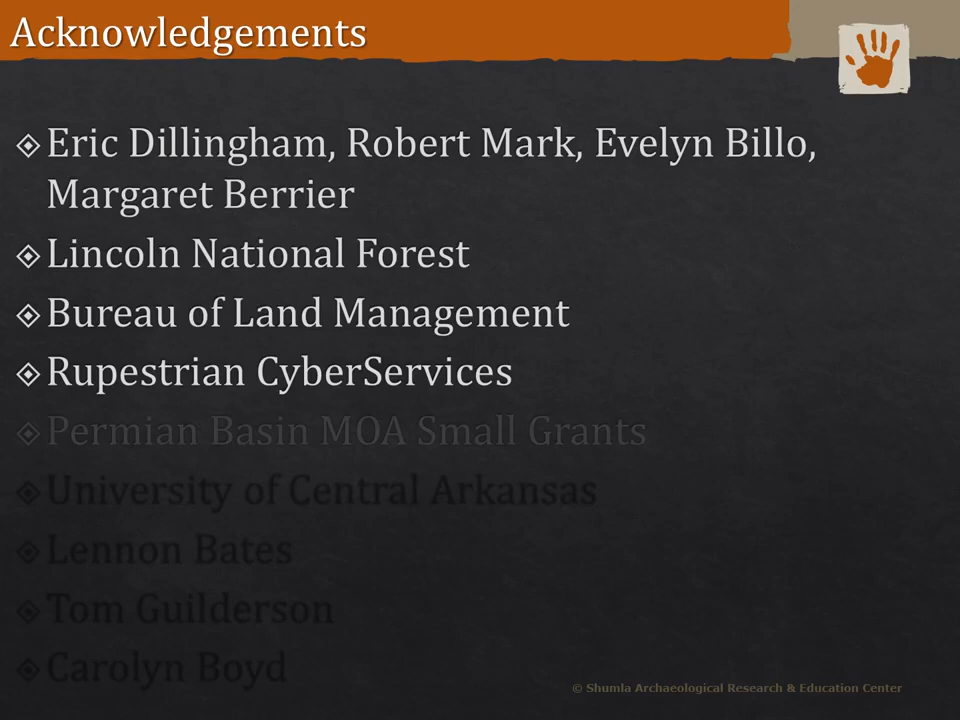 Acknowledgements
Eric Dillingham, Robert Mark, Evelyn Billo,
Margaret Berrier
Lincoln National Forest
Bureau of Land Management
Rupestrian CyberServices
Permian Basin MOA Small Grants
University of Central Arkansas
Lennon Bates
Tom Guilderson
Carolyn Boyd
© Shumla Archaeological Research & Education Center